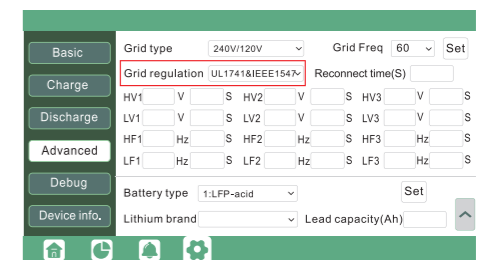 Basic
Charge
Discharge
Advanced
Debug
Device info.
Grid type 240V/120V Grid Freq 60 Set
Grid regulation UL1741&IEEE1547 Reconnect time(S)
HV1 V S HV2 V S HV3 V S
LV1 V S LV2 V S LV3 V S
HF1 Hz S HF2 Hz S HF3 Hz S
LF1 Hz S LF2 Hz S LF3 Hz S
Battery type 1:LFP-acid Set
Lithium brand Lead capacity(Ah)